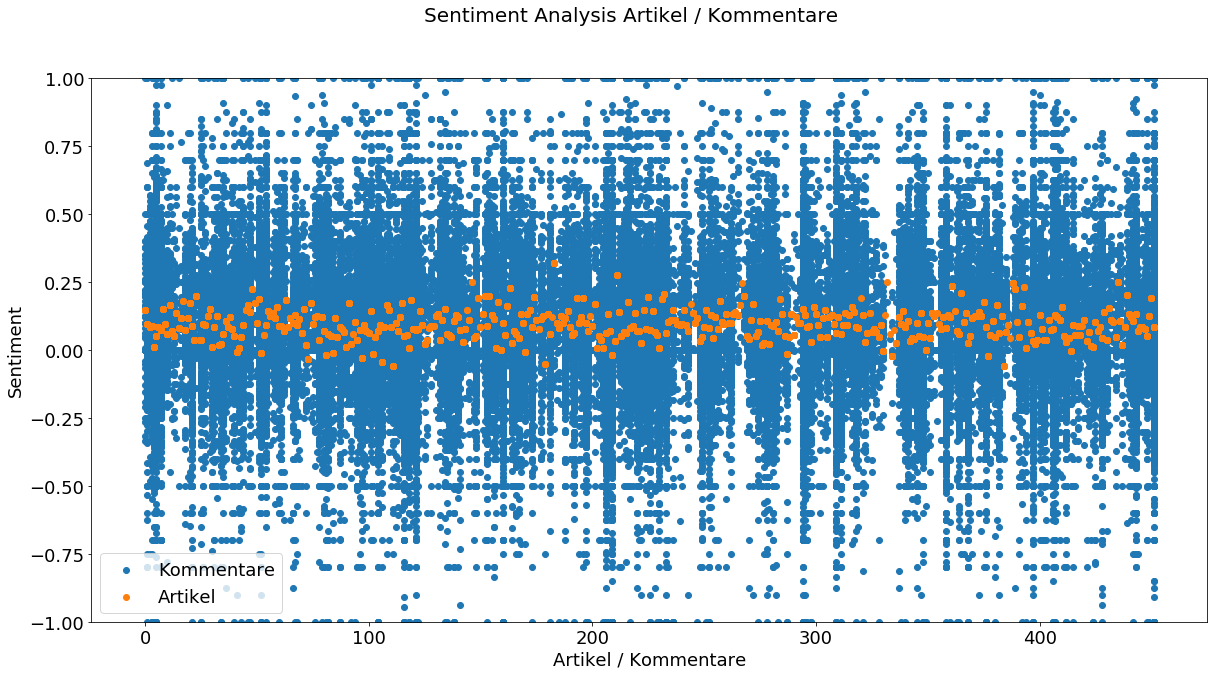 Sentiment Analysis Artikel / Kommentare
1.00
0.75
0.50
0.25
0.00
−0.25
−0.50
−0.75
−1.00
Sentiment
Kommentare
Artikel
0 100 200 300 400
Artikel / Kommentare